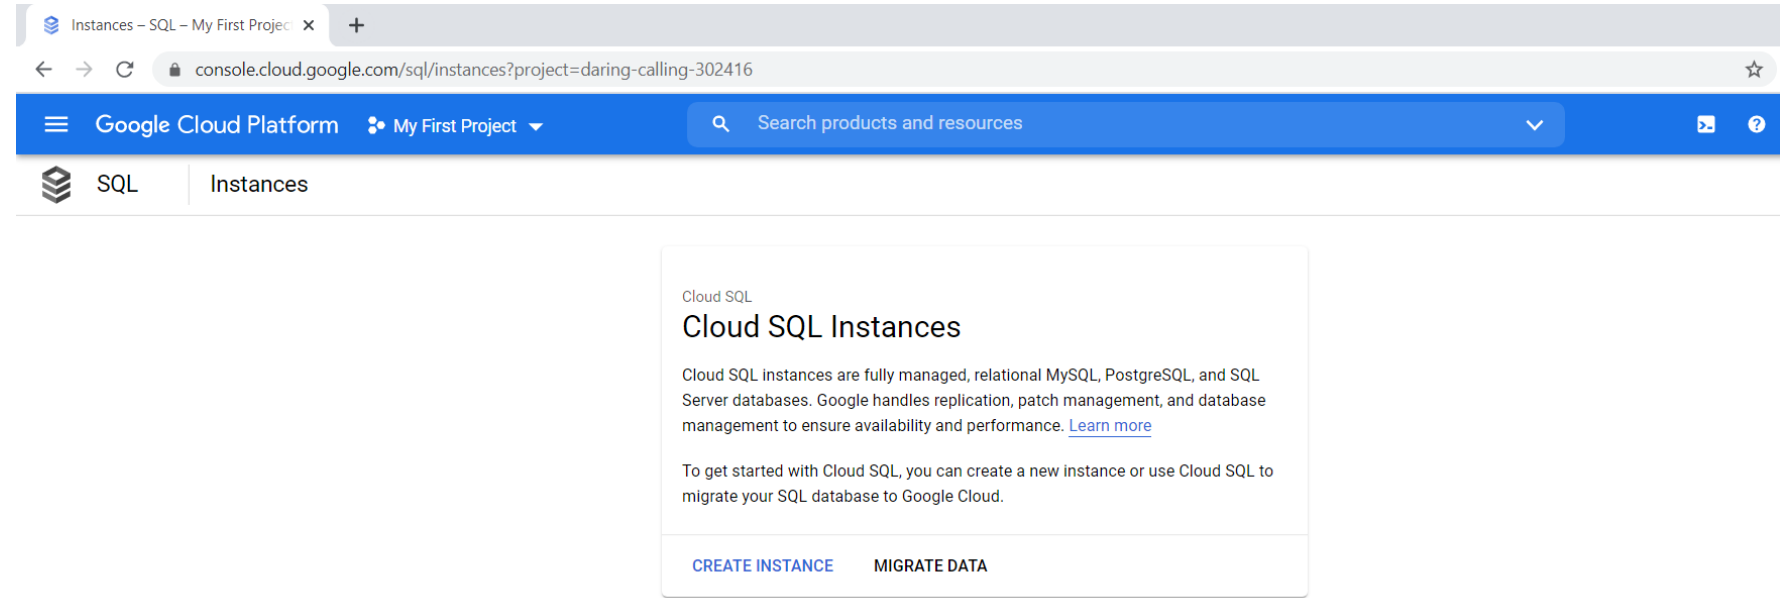 Instances – SQL – My First Projec
console.cloud.google.com/sql/instances?project=daring-calling-302416
Google Cloud Platform My First Project Search products and resources
SQL Instances
Cloud SQL
Cloud SQL Instances
Cloud SQL instances are fully managed, relational MySQL, PostgreSQL, and SQL
Server databases. Google handles replication, patch management, and database
management to ensure availability and performance. Learn more
To get started with Cloud SQL, you can create a new instance or use Cloud SQL to
migrate your SQL database to Google Cloud.
CREATE INSTANCE MIGRATE DATA